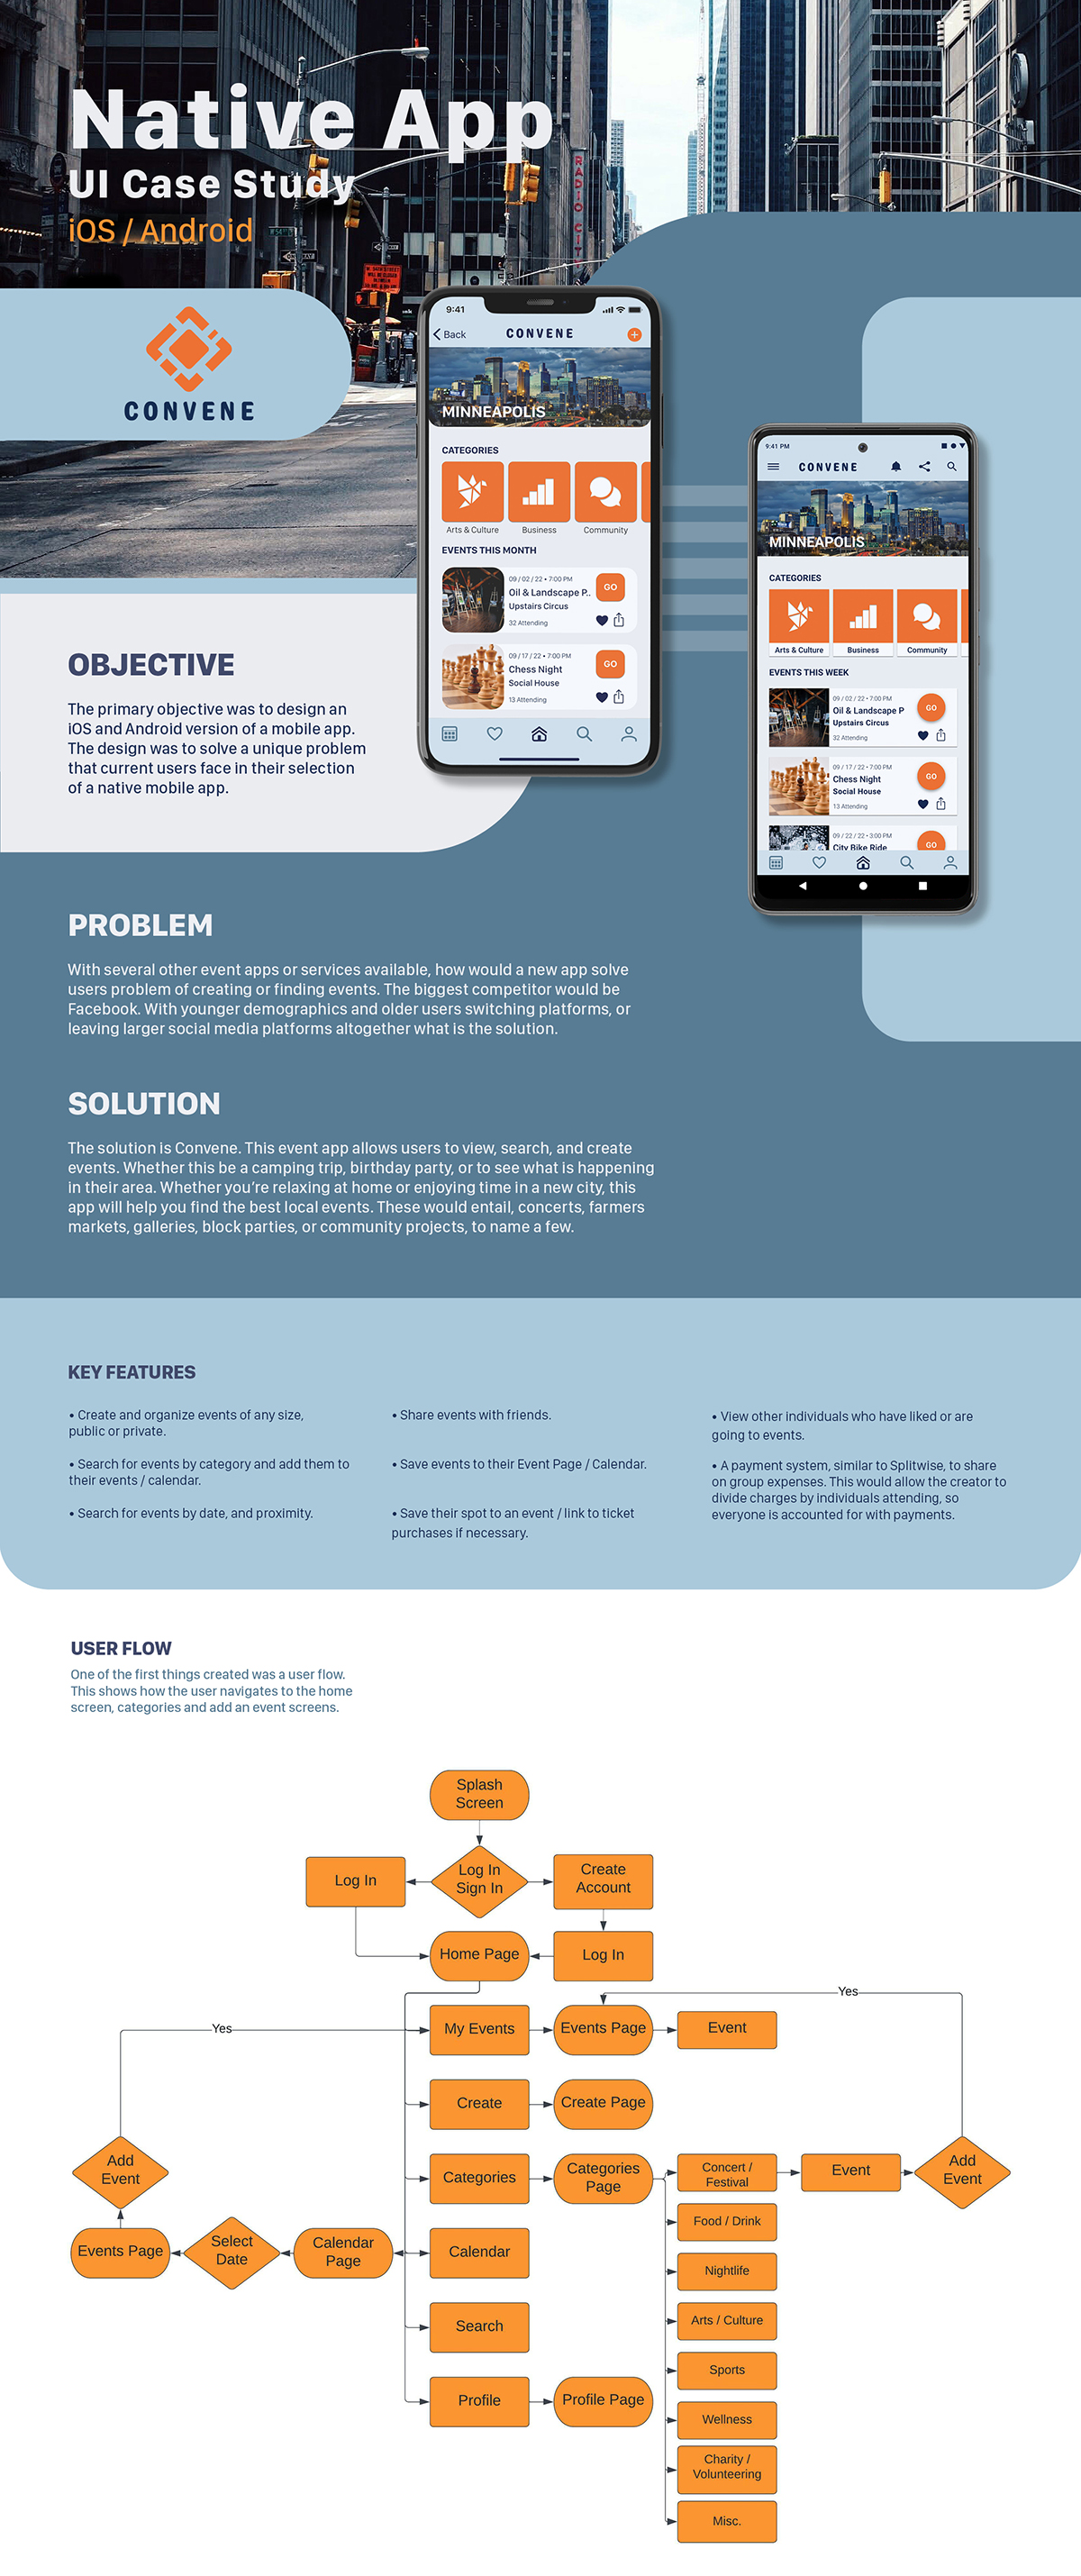 Native App
UI Case Study
iOS / Android
RADIO CITY
CONVENE
9:41
Back
CONVENE
MINNEAPOLIS
CATEGORIES
Arts & Culture
Business
Community
EVENTS THIS MONTH
09 / 02 / 22 • 7:00 PM
Oil & Landscape P..
Upstairs Circus
32 Attending
GO
09 / 17 / 22 • 7:00 PM
Chess Night
Social House
13 Attending
GO
9:41 PM
CONVENE
MINNEAPOLIS
CATEGORIES
Arts & Culture
Business
Community
EVENTS THIS WEEK
09 / 02 / 22 • 7:00 PM
Oil & Landscape P
Upstairs Circus
32 Attending
GO
09 / 17 / 22 • 7:00 PM
Chess Night
Social House
13 Attending
GO
09 / 22 / 22 • 3:00 PM
City Bike Ride
GO
OBJECTIVE
The primary objective was to design an
iOS and Android version of a mobile app.
The design was to solve a unique problem
that current users face in their selection
of a native mobile app.
PROBLEM
With several other event apps or services available, how would a new app solve
users problem of creating or finding events. The biggest competitor would be
Facebook. With younger demographics and older users switching platforms, or
leaving larger social media platforms altogether what is the solution.
SOLUTION
The solution is Convene. This event app allows users to view, search, and create
events. Whether this be a camping trip, birthday party, or to see what is happening
in their area. Whether you're relaxing at home or enjoying time in a new city, this
app will help you find the best local events. These would entail, concerts, farmers
markets, galleries, block parties, or community projects, to name a few.
KEY FEATURES
• Create and organize events of any size,
public or private.
• Search for events by category and add them to
their events / calendar.
• Search for events by date, and proximity.
• Share events with friends.
• Save events to their Event Page / Calendar.
• Save their spot to an event / link to ticket
purchases if necessary.
• View other individuals who have liked or are
going to events.
• A payment system, similar to Splitwise, to share
on group expenses. This would allow the creator to
divide charges by individuals attending, so
everyone is accounted for with payments.
USER FLOW
One of the first things created was a user flow.
This shows how the user navigates to the home
screen, categories and add an event screens.
Splash
Screen
Log In
Log In
Sign In
Create
Account
Home Page
Log In
Yes
Yes
My Events
Events Page
Event
Create
Create Page
Add
Event
Categories
Categories
Page
Concert /
Festival
Event
Add
Event
Food / Drink
Events Page
Select
Date
Calendar
Page
Calendar
Nightlife
Search
Arts / Culture
Sports
Profile
Profile Page
Wellness
Charity /
Volunteering
Misc.